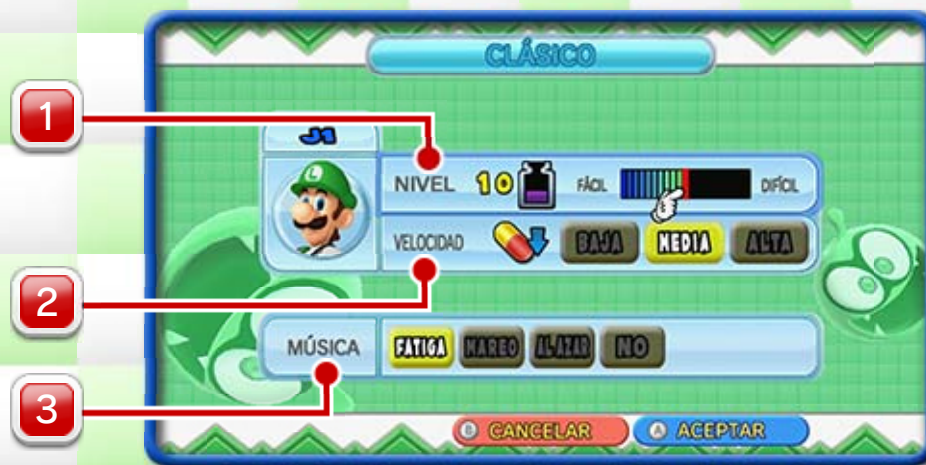 CLÁSICO
1
J1
NIVEL 10 FÁCIL DIFÍCIL
VELOCIDAD BAJA MEDIA ALTA
2
MÚSICA FATIGA MAREO AL AZAR NO
3
B CANCELAR A ACEPTAR